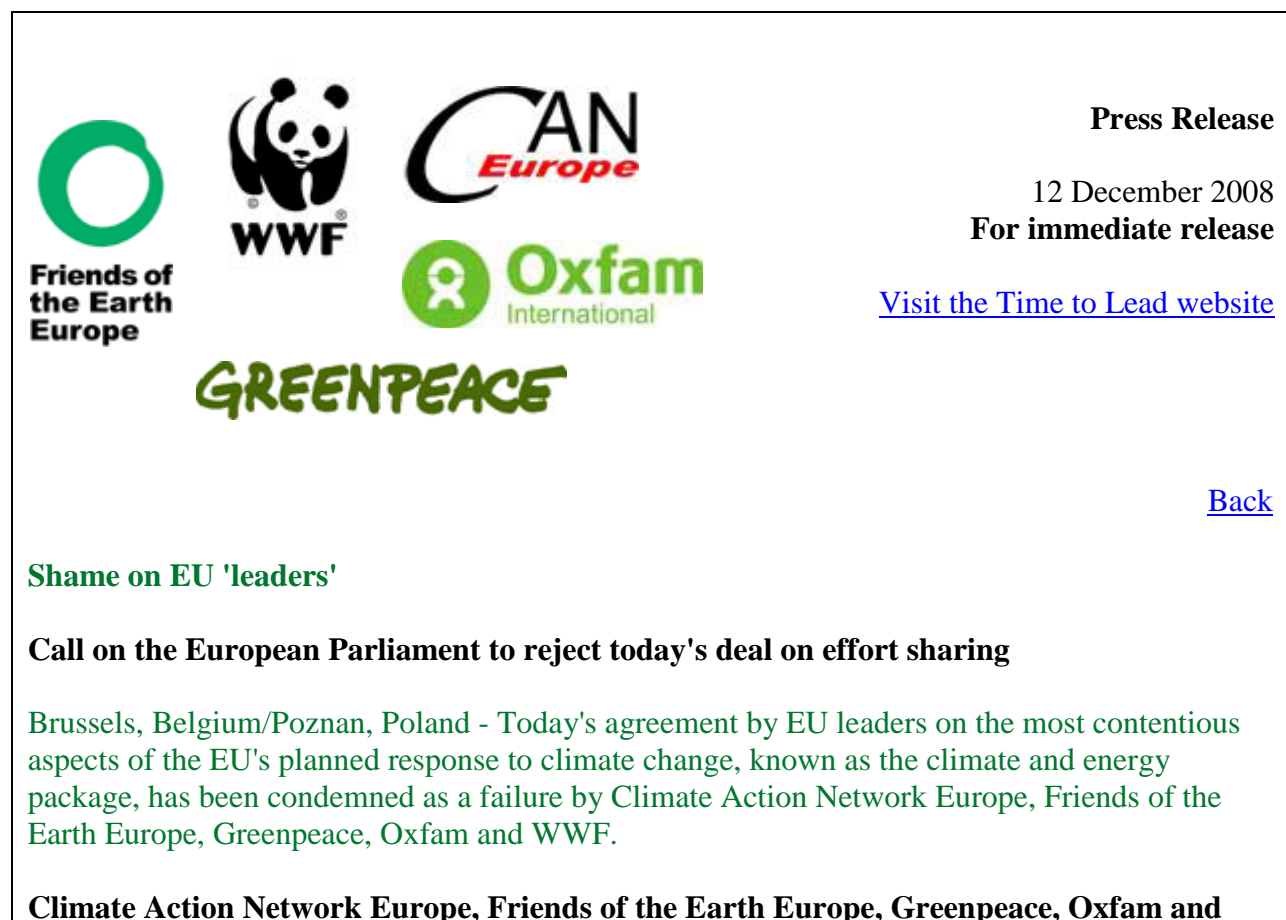 Friends of
the Earth
Europe
©
®
WWF
CAN
Europe
Oxfam
International
GREENPEACE
Press Release
12 December 2008
For immediate release
Visit the Time to Lead website
Back
Shame on EU 'leaders'
Call on the European Parliament to reject today's deal on effort sharing
Brussels, Belgium/Poznan, Poland - Today's agreement by EU leaders on the most contentious
aspects of the EU's planned response to climate change, known as the climate and energy
package, has been condemned as a failure by Climate Action Network Europe, Friends of the
Earth Europe, Greenpeace, Oxfam and WWF.
Climate Action Network Europe, Friends of the Earth Europe, Greenpeace, Oxfam and